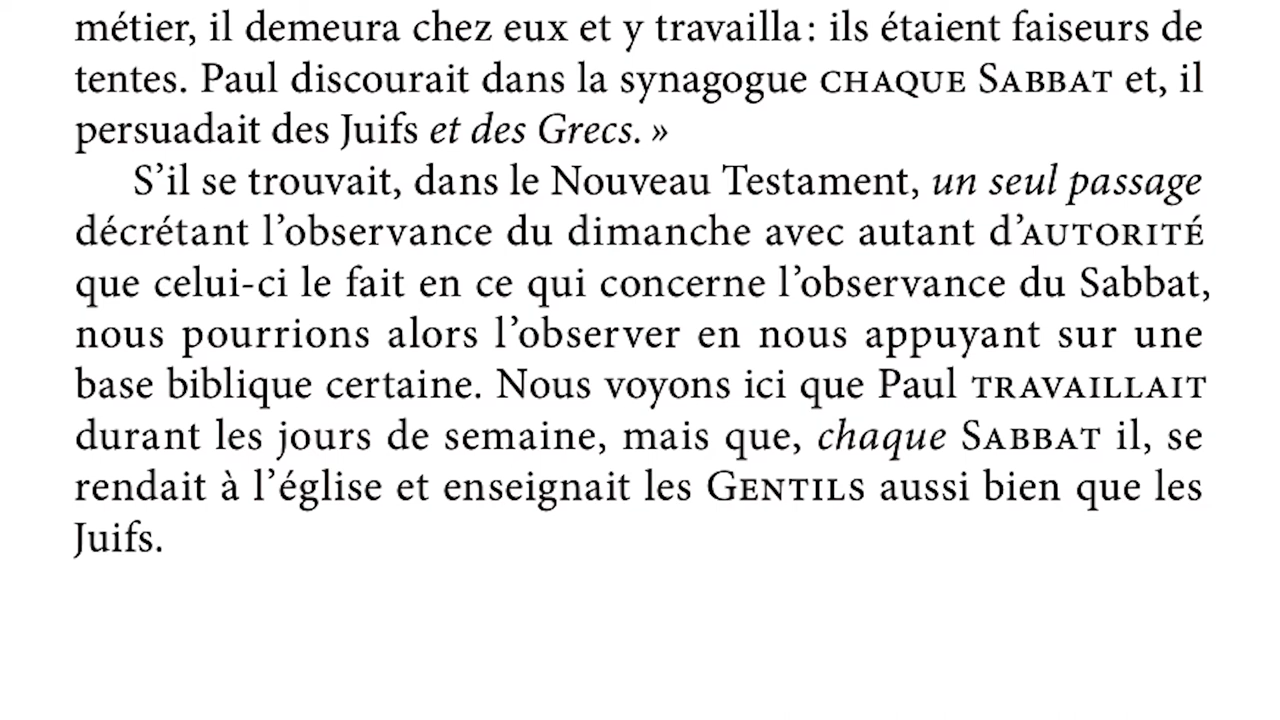 métier, il demeura chez eux et y travailla : ils étaient faiseurs de
tentes. Paul discourait dans la synagogue CHAQUE SABBAT et, il
persuadait des Juifs et des Grecs. »
S’il se trouvait, dans le Nouveau Testament, un seul passage
décrétant l’observance du dimanche avec autant d’AUTORITÉ
que celui-ci le fait en ce qui concerne l’observance du Sabbat,
nous pourrions alors l’observer en nous appuyant sur une
base biblique certaine. Nous voyons ici que Paul TRAVAILLAIT
durant les jours de semaine, mais que, chaque SABBAT il, se
rendait à l’église et enseignait les GENTILS aussi bien que les
Juifs.